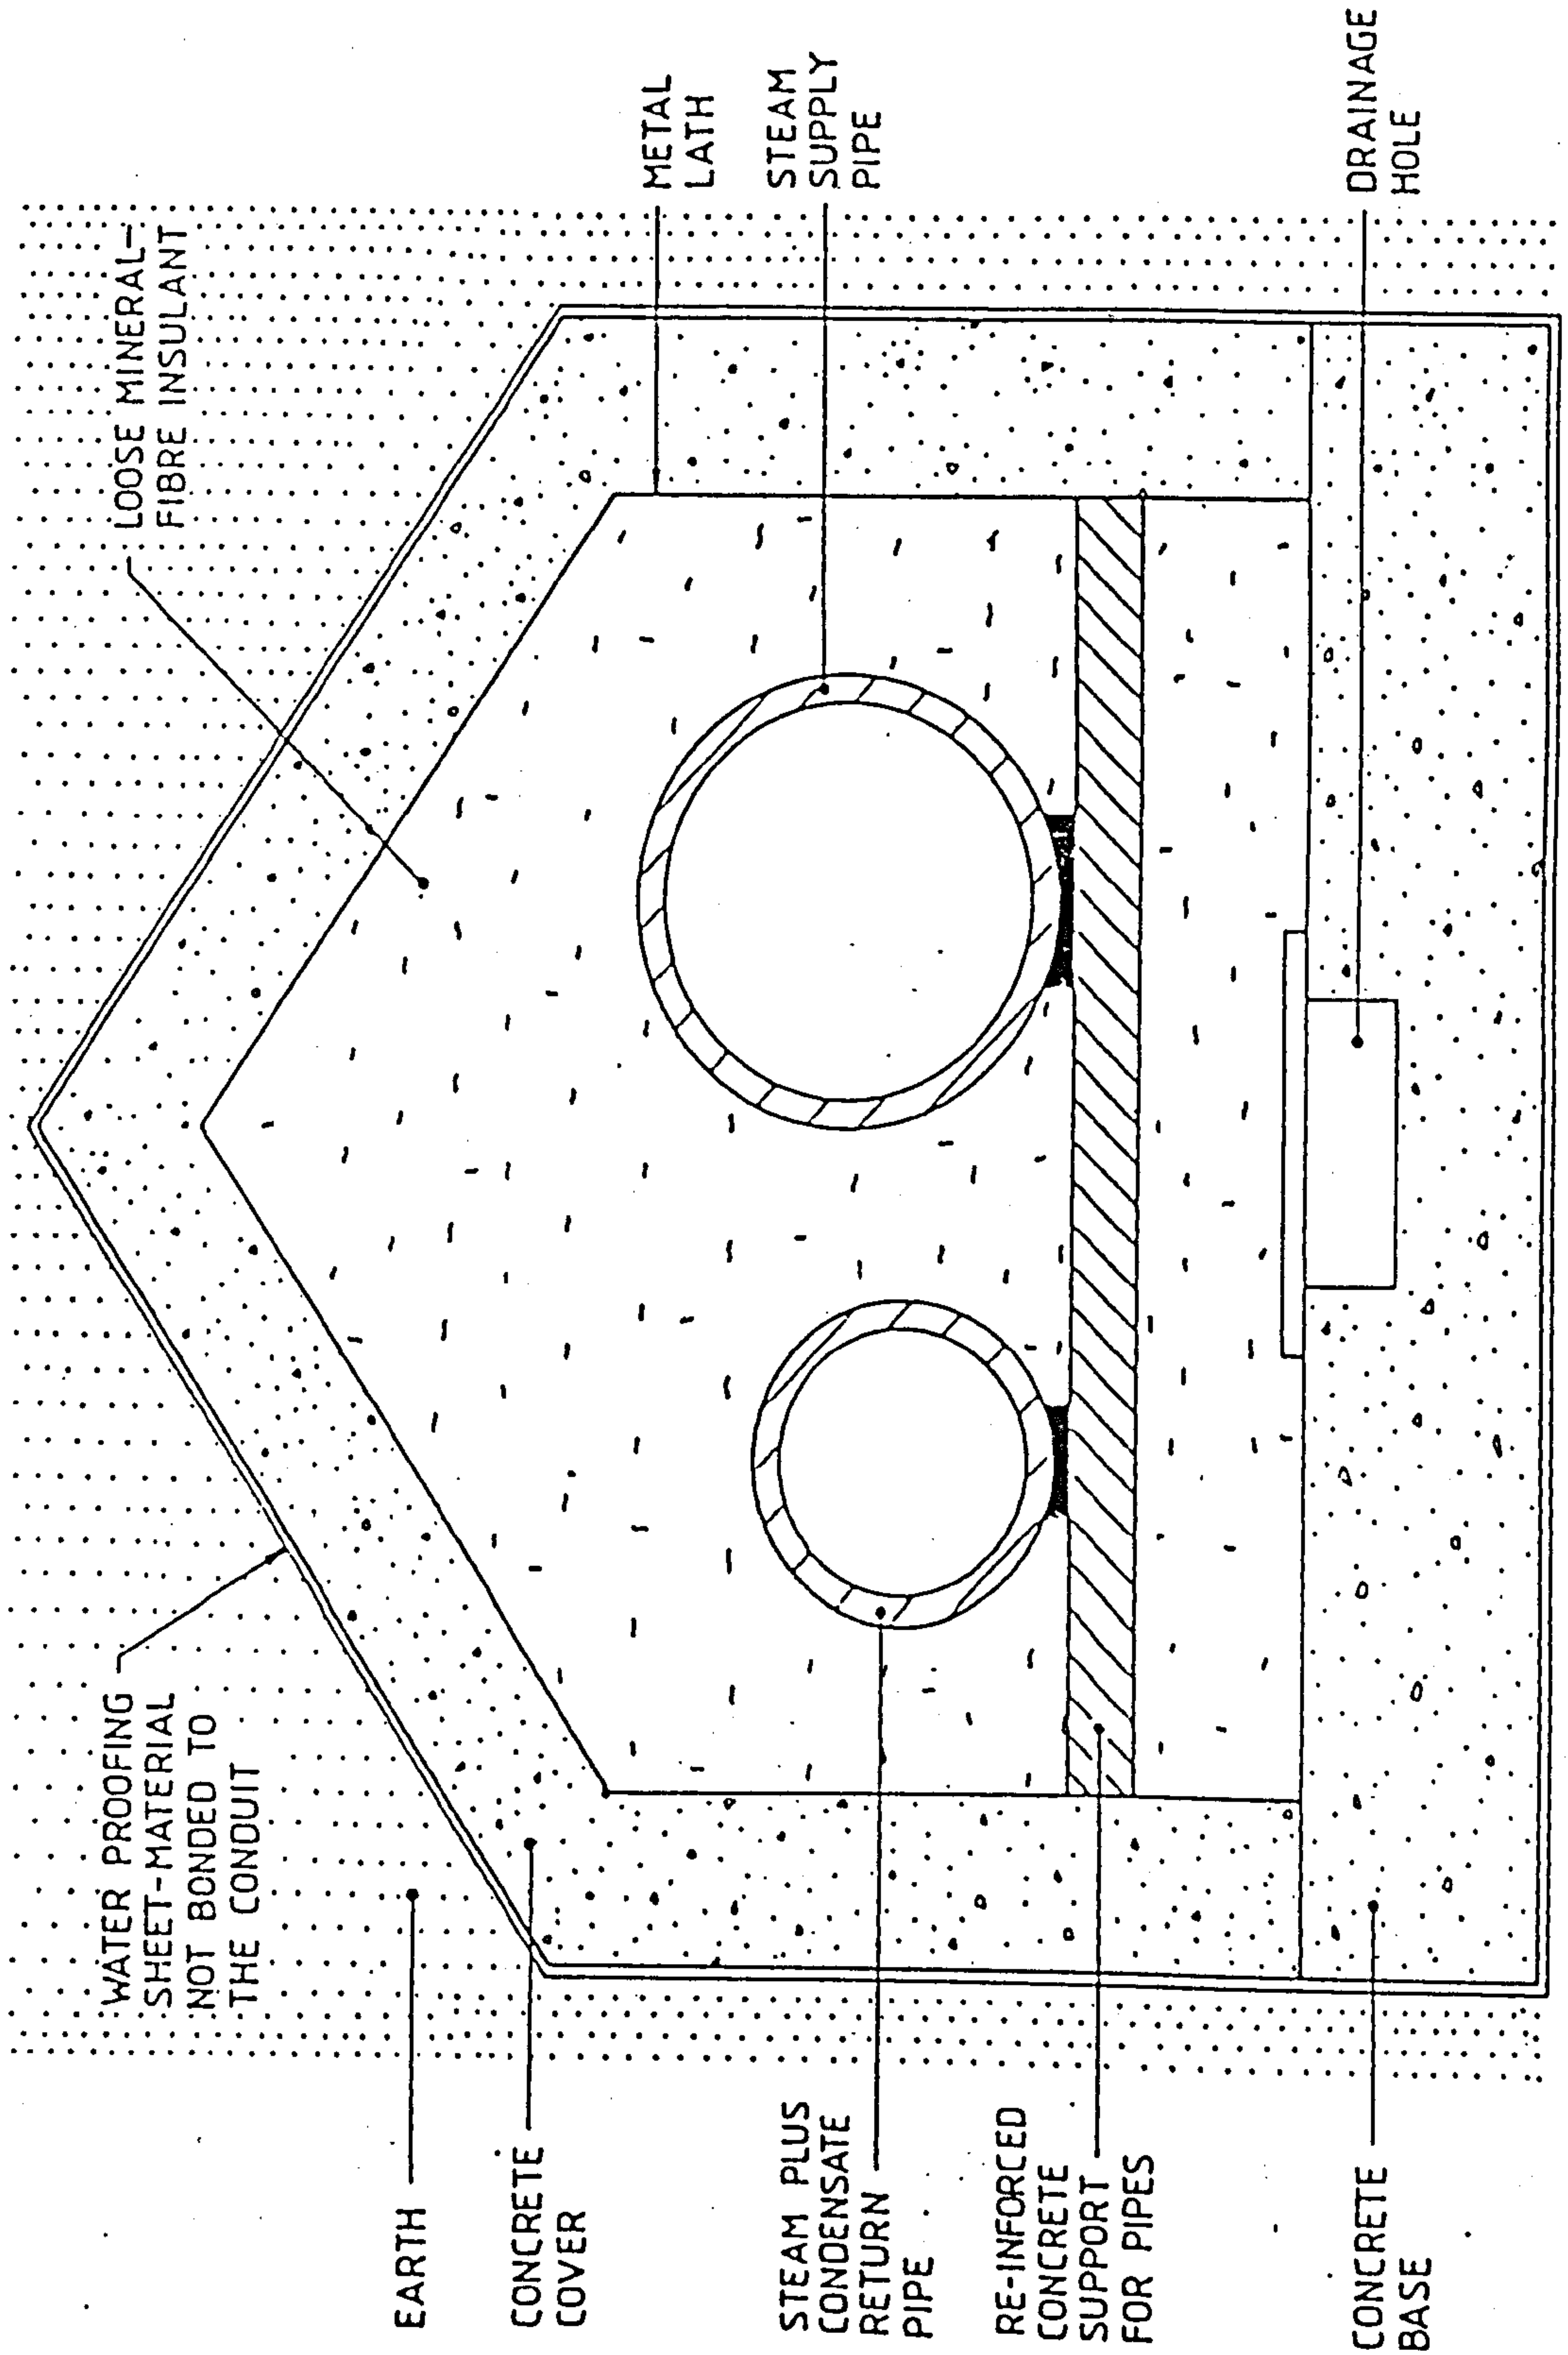 WATER PROOFING
SHEET-MATERIAL
NOT BONDED TO
THE CONDUIT
LOOSE MINERAL-
FIBRE INSULANT
EARTH
CONCRETE
COVER
STEAM PLUS
CONDENSATE
RETURN
PIPE
RE-INFORCED
CONCRETE
SUPPORT
FOR PIPES
CONCRETE
BASE
METAL
LATH
STEAM
SUPPLY
PIPE
DRAINAGE
HOLE